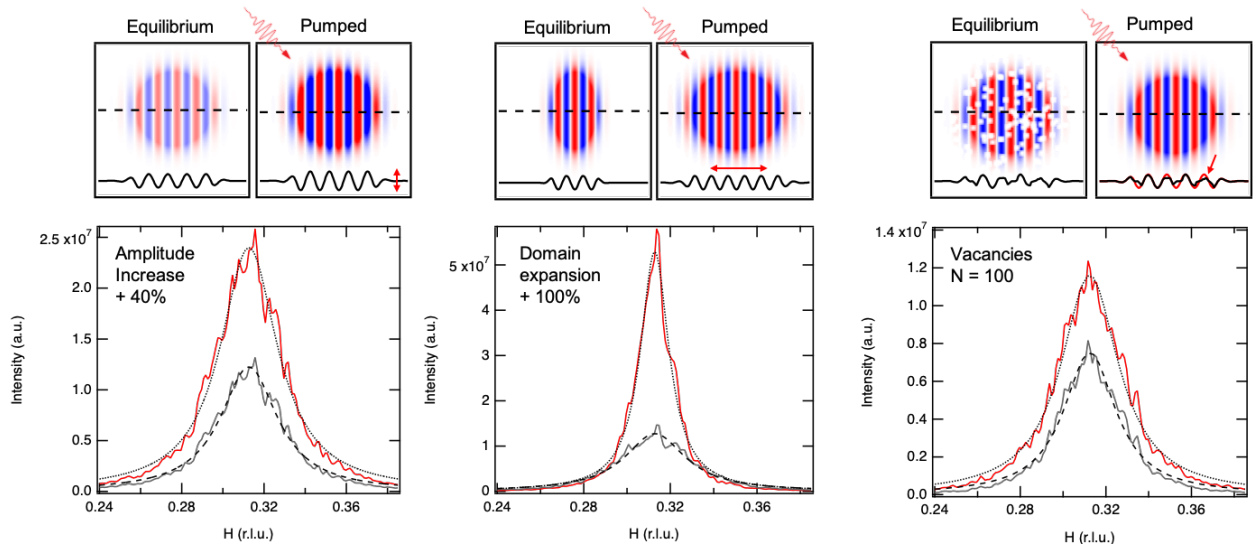 Equilibrium Pumped
Equilibrium Pumped
Equilibrium Pumped
2.5 x10⁷
2.0
1.5
1.0
0.5
0.0
Intensity (a.u.)
Amplitude
Increase
+ 40%
0.24 0.28 0.32 0.36
H (r.l.u.)
5 x10⁷
4
3
2
1
0
Intensity (a.u.)
Domain
expansion
+ 100%
0.24 0.28 0.32 0.36
H (r.l.u.)
1.4 x10⁷
1.2
1.0
0.8
0.6
0.4
0.2
0.0
Intensity (a.u.)
Vacancies
N = 100
0.24 0.28 0.32 0.36
H (r.l.u.)